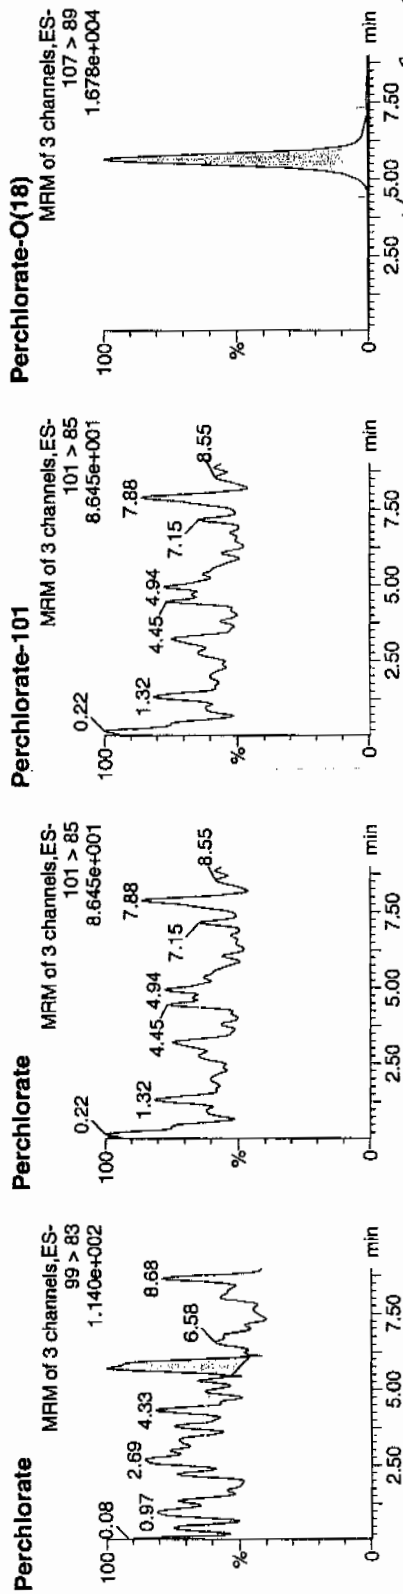 Perchlorate
MRM of 3 channels,ES-
99 > 83
1.140e+002
100
0.08
0.97
2.69
4.33
6.58
8.68
%
0
2.50
5.00
7.50
min
Perchlorate
MRM of 3 channels,ES-
101 > 85
8.645e+001
100
0.22
1.32
4.45
4.94
7.15
7.88
8.55
%
0
2.50
5.00
7.50
min
Perchlorate-101
MRM of 3 channels,ES-
101 > 85
8.645e+001
100
0.22
1.32
4.45
4.94
7.15
7.88
8.55
%
0
2.50
5.00
7.50
min
Perchlorate-O(18)
MRM of 3 channels,ES-
107 > 89
1.678e+004
100
%
0
2.50
5.00
7.50
min